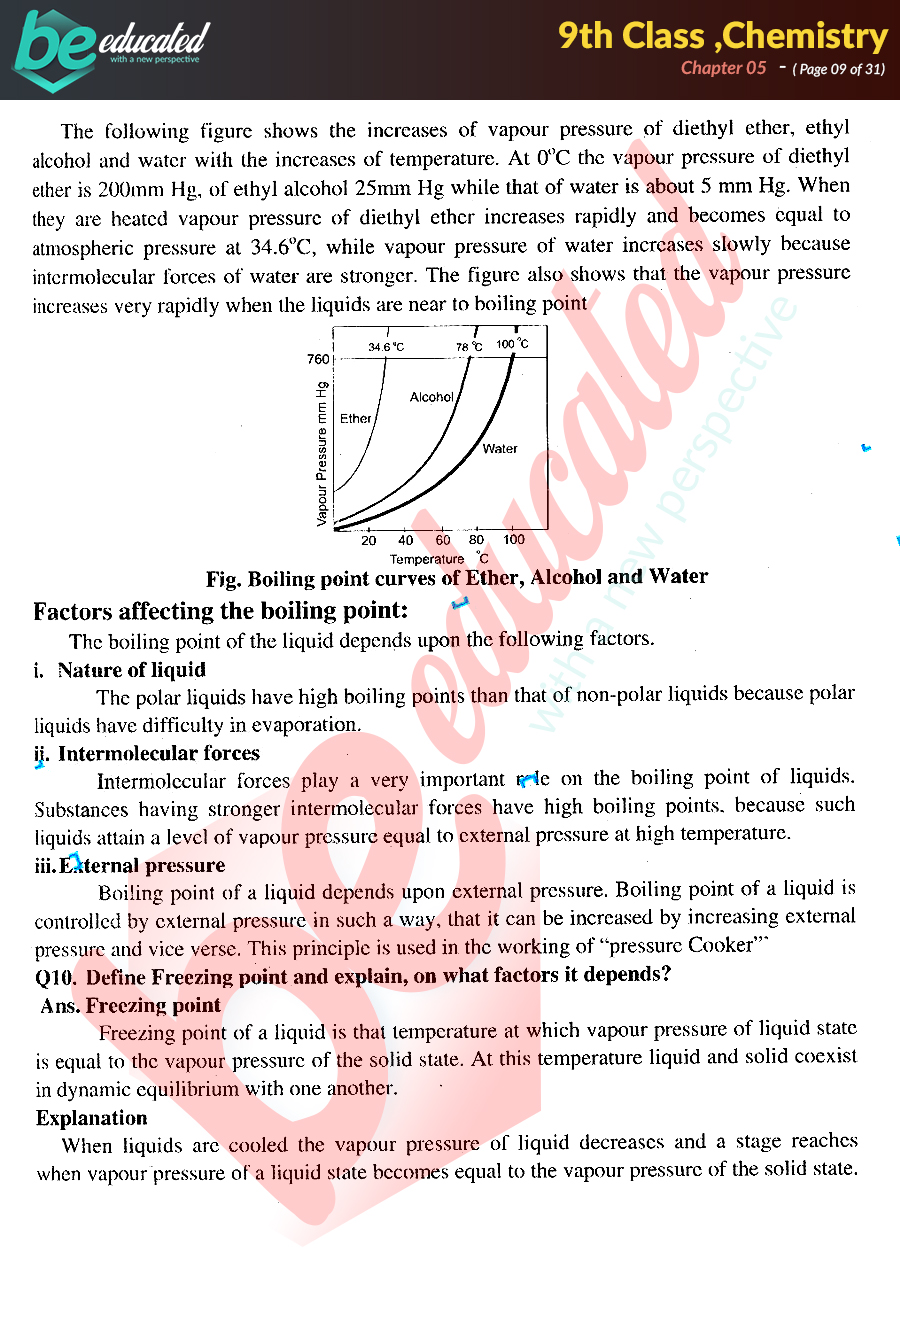 be educated
with a new perspective
9th Class ,Chemistry
Chapter 05 - ( Page 09 of 31)
The following figure shows the increases of vapour pressure of diethyl ether, ethyl
alcohol and water with the increases of temperature. At 0°C the vapour pressure of diethyl
ether is 200mm Hg, of ethyl alcohol 25mm Hg while that of water is about 5 mm Hg. When
they are heated vapour pressure of diethyl ether increases rapidly and becomes equal to
atmospheric pressure at 34.6°C, while vapour pressure of water increases slowly because
intermolecular forces of water are stronger. The figure also shows that the vapour pressure
increases very rapidly when the liquids are near to boiling point
34.6 °C 78 °C 100 °C
760
Vapour Pressure mm Hg
Alcohol
Ether
Water
20 40 60 80 100
Temperature °C
Fig. Boiling point curves of Ether, Alcohol and Water
Factors affecting the boiling point:
The boiling point of the liquid depends upon the following factors.
i. Nature of liquid
The polar liquids have high boiling points than that of non-polar liquids because polar
liquids have difficulty in evaporation.
ii. Intermolecular forces
Intermolecular forces play a very important role on the boiling point of liquids.
Substances having stronger intermolecular forces have high boiling points. because such
liquids attain a level of vapour pressure equal to external pressure at high temperature.
iii. External pressure
Boiling point of a liquid depends upon external pressure. Boiling point of a liquid is
controlled by external pressure in such a way, that it can be increased by increasing external
pressure and vice verse. This principle is used in the working of “pressure Cooker”
Q10. Define Freezing point and explain, on what factors it depends?
Ans. Freezing point
Freezing point of a liquid is that temperature at which vapour pressure of liquid state
is equal to the vapour pressure of the solid state. At this temperature liquid and solid coexist
in dynamic equilibrium with one another.
Explanation
When liquids are cooled the vapour pressure of liquid decreases and a stage reaches
when vapour pressure of a liquid state becomes equal to the vapour pressure of the solid state.
be educated
with a new perspective